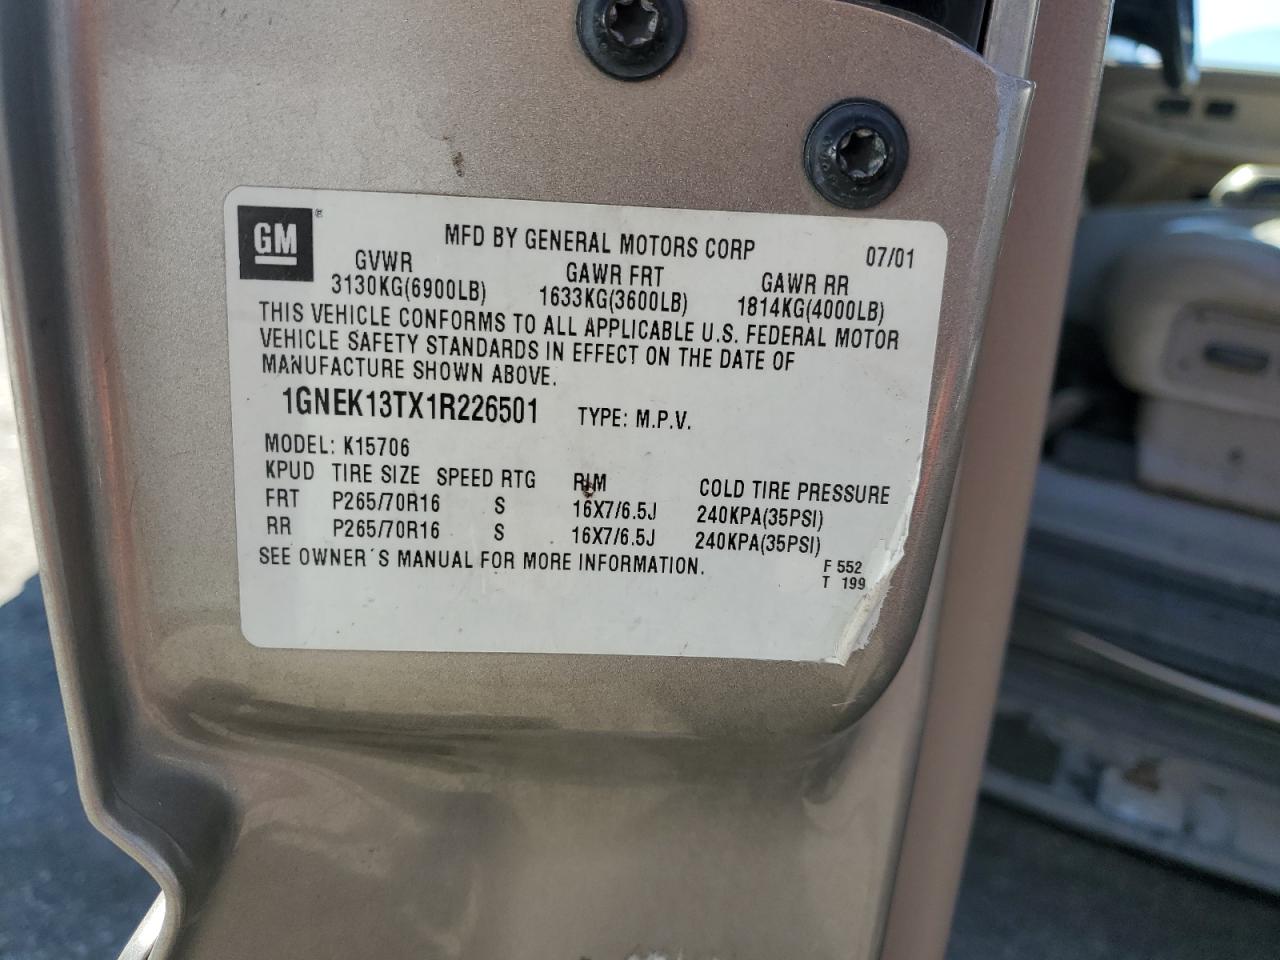 GM®
MFD BY GENERAL MOTORS CORP 07/01
GVWR GAWR FRT GAWR RR
3130KG(6900LB) 1633KG(3600LB) 1814KG(4000LB)
THIS VEHICLE CONFORMS TO ALL APPLICABLE U.S. FEDERAL MOTOR
VEHICLE SAFETY STANDARDS IN EFFECT ON THE DATE OF
MANUFACTURE SHOWN ABOVE.
1GNEK13TX1R226501 TYPE: M.P.V.
MODEL: K15706
KPUD TIRE SIZE SPEED RTG RIM COLD TIRE PRESSURE
FRT P265/70R16 S 16X7/6.5J 240KPA(35PSI)
RR P265/70R16 S 16X7/6.5J 240KPA(35PSI)
SEE OWNER´S MANUAL FOR MORE INFORMATION.
F 552
T 199